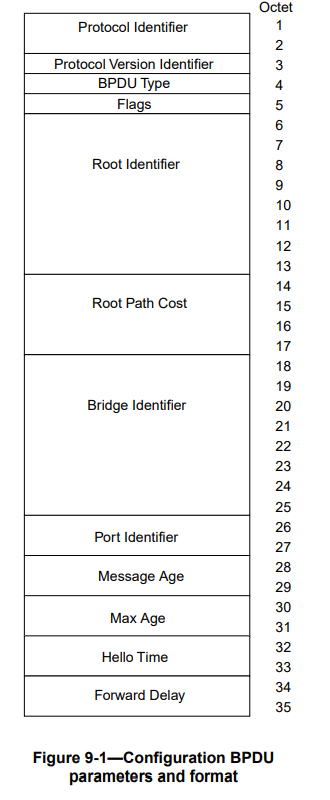 Octet
Protocol Identifier 1
2
Protocol Version Identifier 3
BPDU Type 4
Flags 5
6
7
Root Identifier 8
9
10
11
12
13
14
Root Path Cost 15
16
17
18
19
Bridge Identifier 20
21
22
23
24
25
26
Port Identifier 27
28
Message Age 29
30
Max Age 31
32
Hello Time 33
34
Forward Delay 35
Figure 9-1—Configuration BPDU
parameters and format